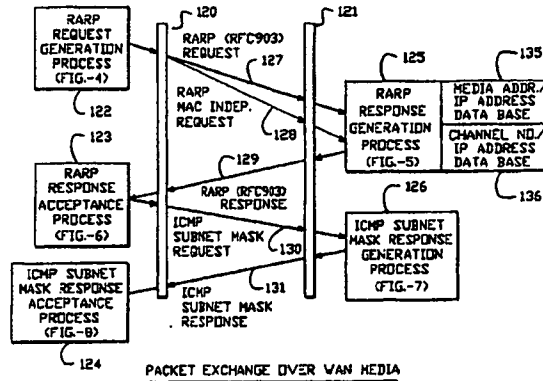 120
121
RARP
REQUEST
GENERATION
PROCESS
(FIG.-4)
122
RARP (RFC903)
REQUEST
127
RARP
MAC INDEP.
REQUEST
128
125
RARP
RESPONSE
GENERATION
PROCESS
(FIG.-5)
135
MEDIA ADDR./
IP ADDRESS
DATA BASE
CHANNEL NO./
IP ADDRESS
DATA BASE
136
123
RARP
RESPONSE
ACCEPTANCE
PROCESS
(FIG.-6)
129
RARP (RFC903)
RESPONSE
ICMP
SUBNET MASK
REQUEST
130
126
ICMP SUBNET
MASK RESPONSE
GENERATION
PROCESS
(FIG.-7)
ICMP SUBNET
MASK RESPONSE
ACCEPTANCE
PROCESS
(FIG.-8)
124
131
ICMP
SUBNET MASK
RESPONSE
PACKET EXCHANGE OVER WAN MEDIA